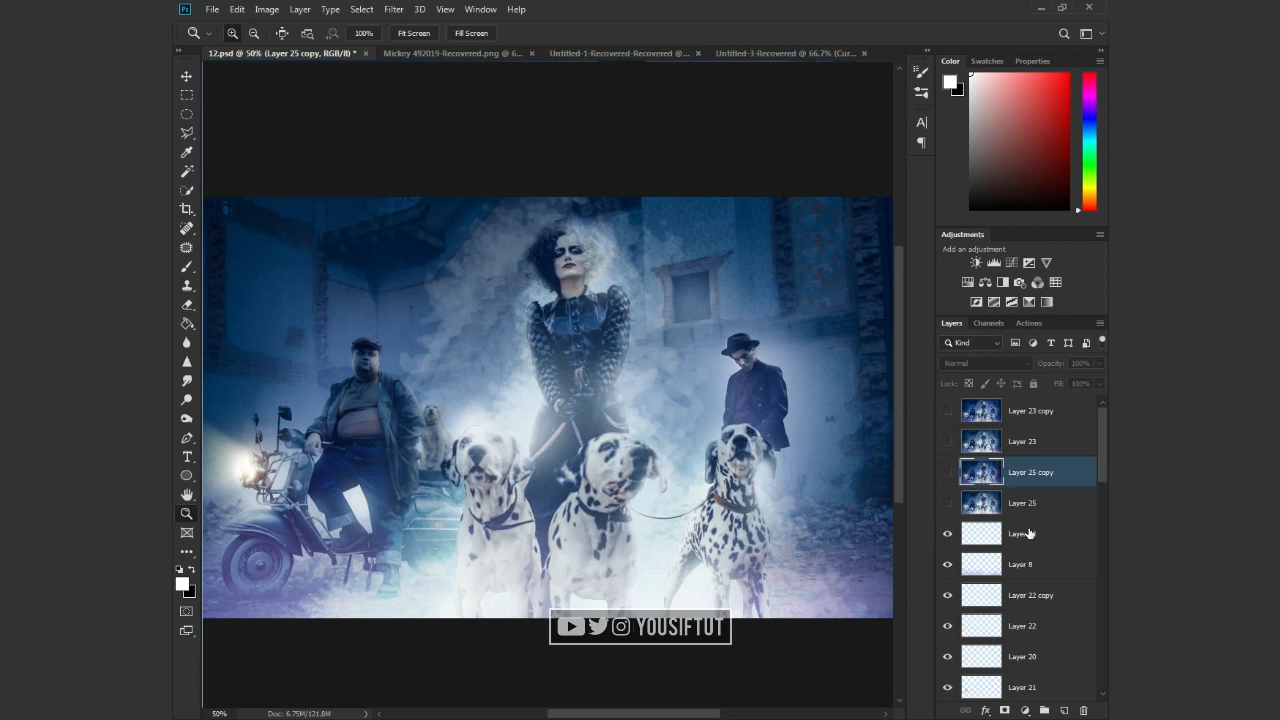 Ps File Edit Image Layer Type Select Filter 3D View Window Help
100% Fit Screen Fill Screen
12.psd @ 50% (Layer 25 copy, RGB/8) * × Mickey 492019-Recovered.png @ 6... × Untitled-1-Recovered-Recovered @... × Untitled-3-Recovered @ 66.7% (Cur... ×
Color Swatches Properties
Adjustments
Add an adjustment
Layers Channels Actions
Kind
Normal Opacity: 100%
Lock: Fill: 100%
Layer 23 copy
Layer 23
Layer 25 copy
Layer 25
Layer 8
Layer 22 copy
Layer 22
Layer 20
Layer 21
YOUSIFTUT
50% Doc: 6.75M/121.8M